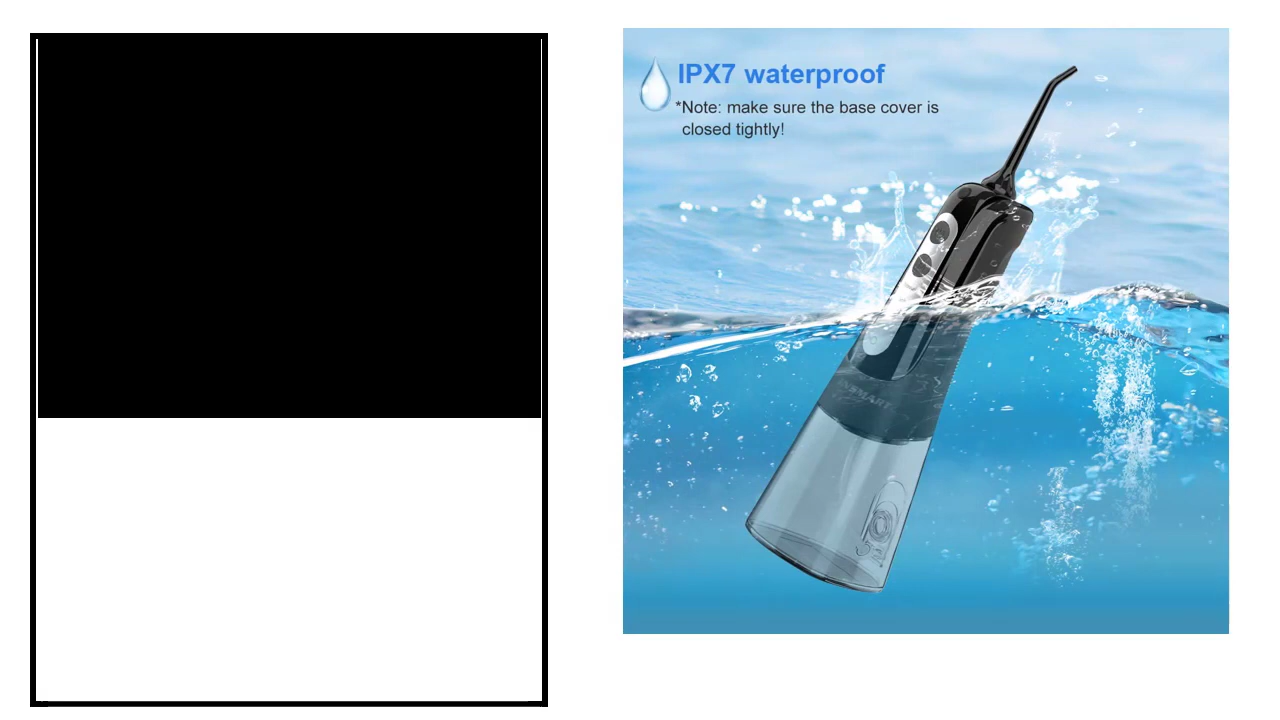 IPX7 waterproof
*Note: make sure the base cover is
closed tightly!